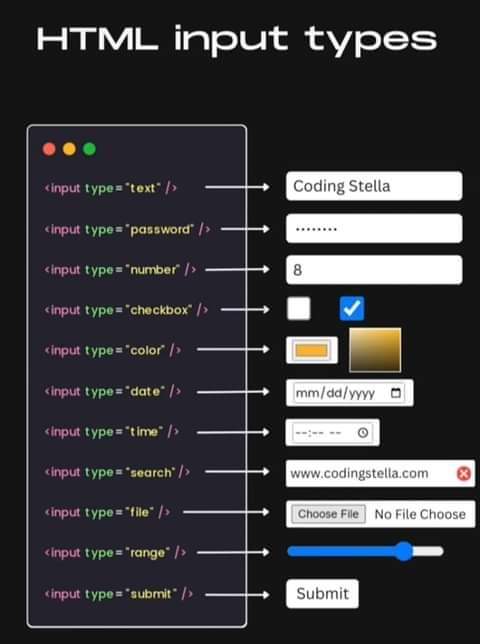 HTML input types
<input type="text" />
Coding Stella
<input type="password" />
········
<input type="number" />
8
<input type="checkbox" />
<input type="color" />
<input type="date" />
mm/dd/yyyy
<input type="time" />
--:-- --
<input type="search" />
www.codingstella.com
<input type="file" />
Choose File No File Choose
<input type="range" />
<input type="submit" />
Submit